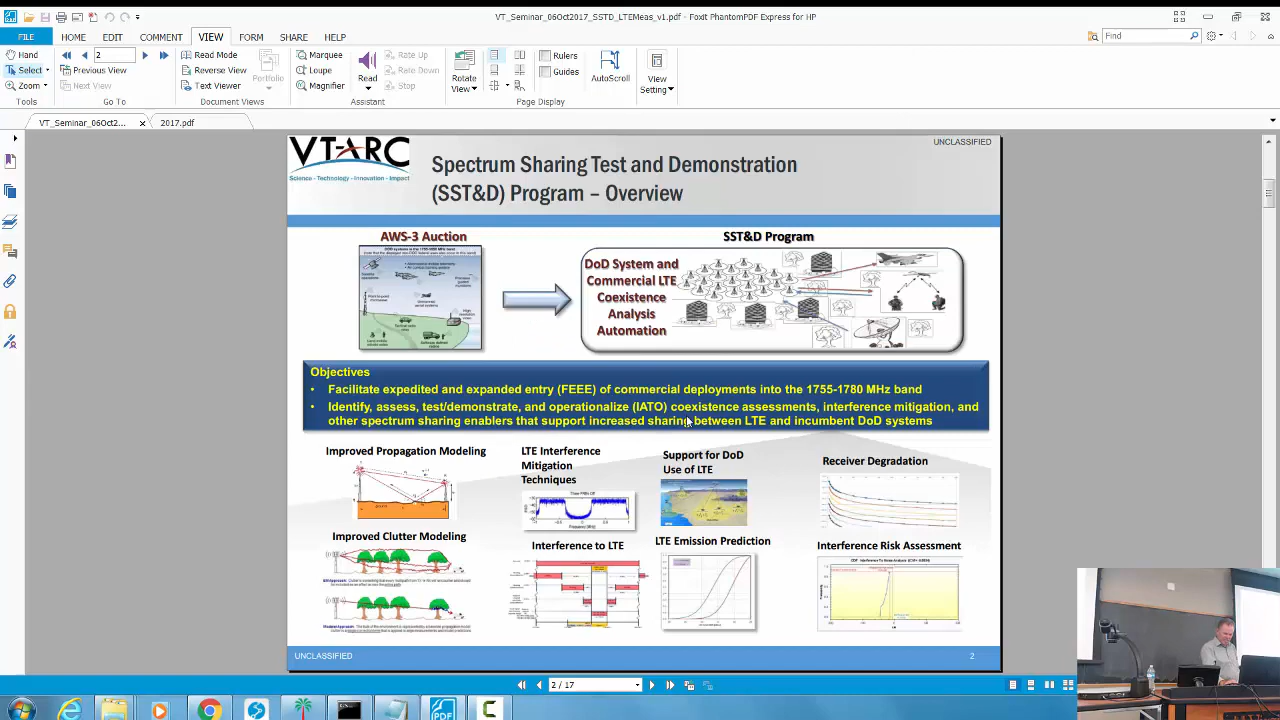 VT_Seminar_06Oct2017_SSTD_LTEMeas_v1.pdf - Foxit PhantomPDF Express for HP
FILE HOME EDIT COMMENT VIEW FORM SHARE HELP
Find
Hand
Select
Zoom
Tools
2
Previous View
Next View
Go To
Read Mode
Reverse View
Text Viewer
Document Views
Portfolio
Marquee
Loupe
Magnifier
Read
Rate Up
Rate Down
Stop
Assistant
Rotate View
Rulers
Guides
Page Display
AutoScroll
View Setting
VT_Seminar_06Oct2...
2017.pdf
VT-ARC
Science - Technology - Innovation - Impact
UNCLASSIFIED
Spectrum Sharing Test and Demonstration
(SST&D) Program – Overview
AWS-3 Auction
SST&D Program
DoD System and
Commercial LTE
Coexistence
Analysis
Automation
Objectives
• Facilitate expedited and expanded entry (FEEE) of commercial deployments into the 1755-1780 MHz band
• Identify, assess, test/demonstrate, and operationalize (IATO) coexistence assessments, interference mitigation, and
other spectrum sharing enablers that support increased sharing between LTE and incumbent DoD systems
Improved Propagation Modeling
LTE Interference
Mitigation
Techniques
Support for DoD
Use of LTE
Receiver Degradation
Improved Clutter Modeling
Interference to LTE
LTE Emission Prediction
Interference Risk Assessment
UNCLASSIFIED
2
2 / 17